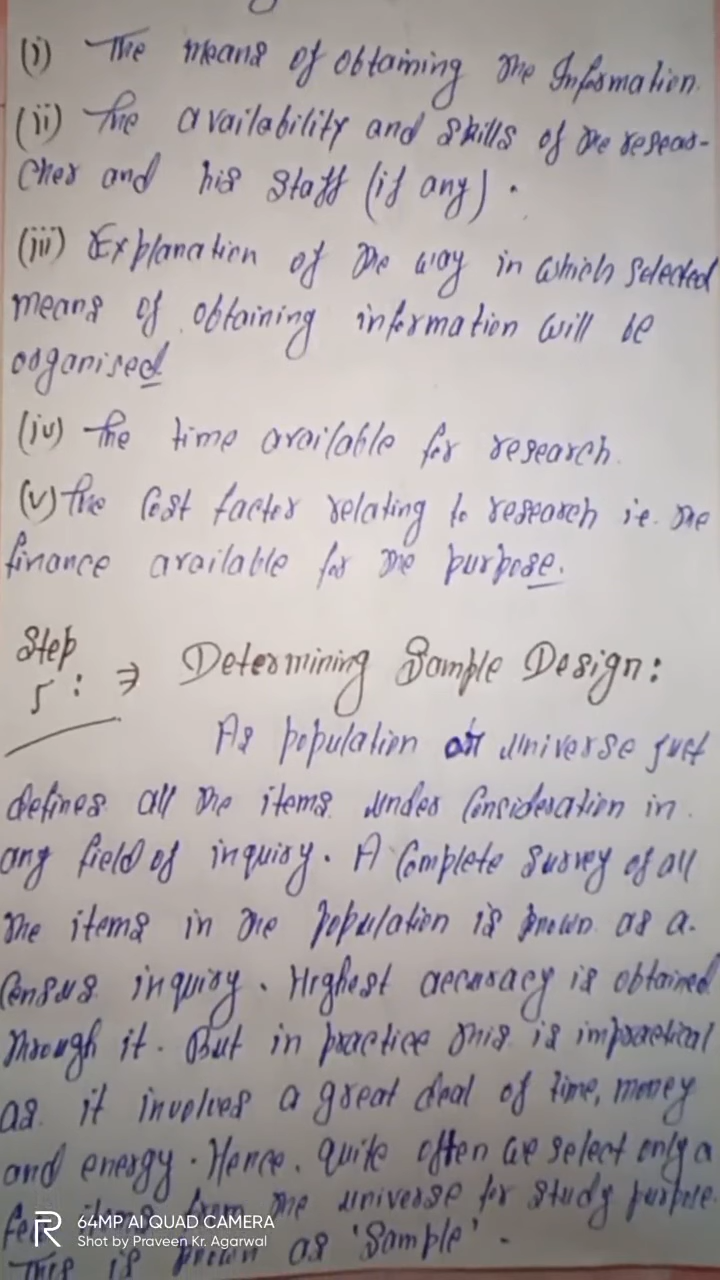 (i) The means of obtaining the Information.
(ii) The availability and skills of the resear-
cher and his staff (if any).
(iii) Explanation of the way in which selected
means of obtaining information will be
organised
(iv) The time available for research.
(v) The Cost factor relating to research i.e. the
finance available for the purpose.
Step
5: ⇒ Determining Sample Design:
As population or universe just
defines all the items under Consideration in
any field of inquiry. A Complete Survey of all
the items in the population is known as a
Census inquiry. Highest accuracy is obtained
through it. But in practice this is impractical
as it involves a great deal of time, money
and energy. Hence, quite often we select only a
few items from the universe for study purpose.
This is known as 'Sample'.
R 64MP AI QUAD CAMERA
Shot by Praveen Kr. Agarwal